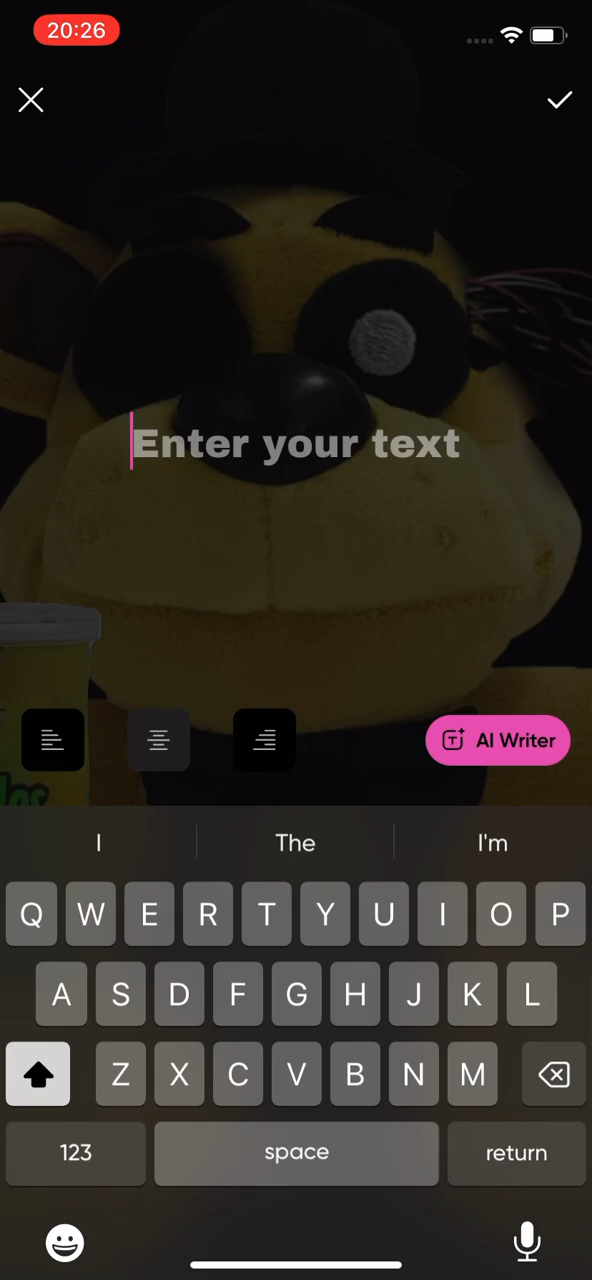 20:26
Enter your text
AI Writer
I The I'm
Q W E R T Y U I O P
A S D F G H J K L
Z X C V B N M
123 space return